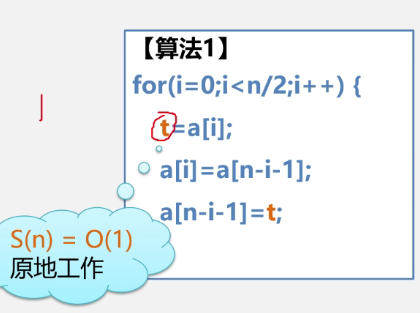 【算法1】
for(i=0;i<n/2;i++) {
t=a[i];
a[i]=a[n-i-1];
a[n-i-1]=t;
S(n) = O(1)
原地工作